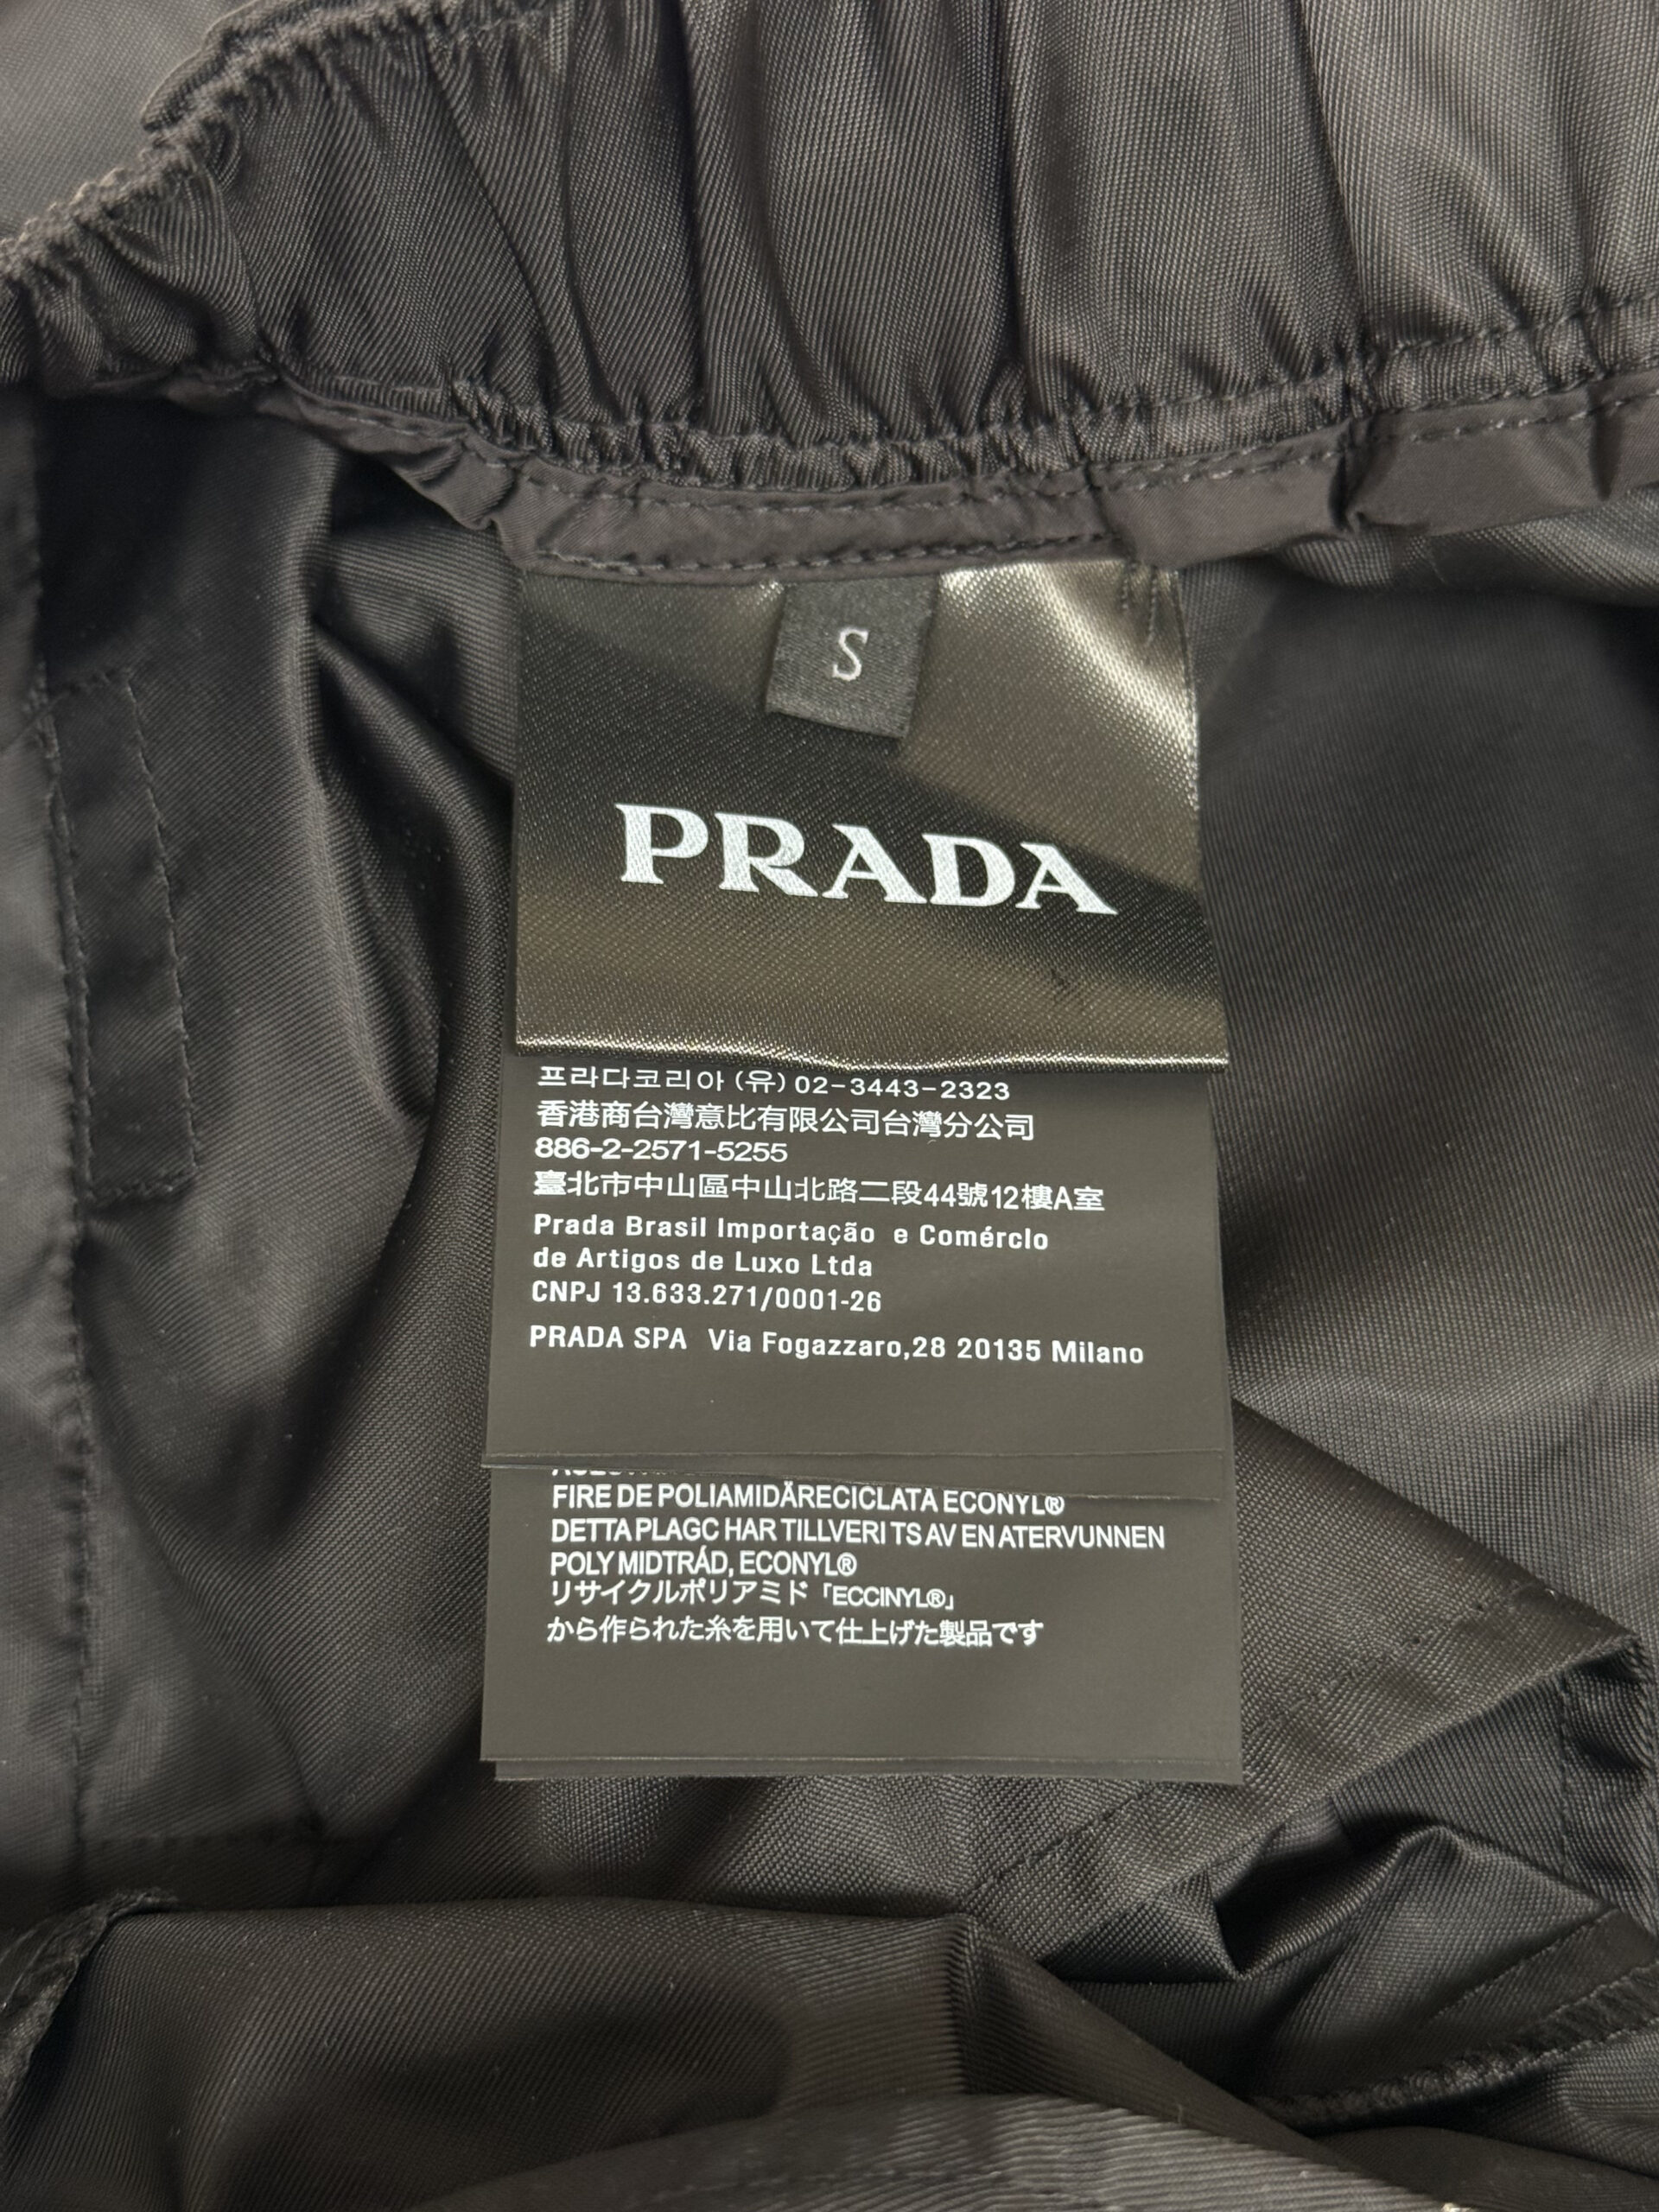 S
PRADA
프라다코리아 (유) 02-3443-2323
香港商台灣意比有限公司台灣分公司
886-2-2571-5255
臺北市中山區中山北路二段44號12樓A室
Prada Brasil Importação e Comérclo
de Artigos de Luxo Ltda
CNPJ 13.633.271/0001-26
PRADA SPA Via Fogazzaro,28 20135 Milano
FIRE DE POLIAMIDĂRECICLATA ECONYL®
DETTA PLAGC HAR TILLVERI TS AV EN ATERVUNNEN
POLY MIDTRÁD, ECONYL®
リサイクルポリアミド「ECCINYL®」
から作られた糸を用いて仕上げた製品です